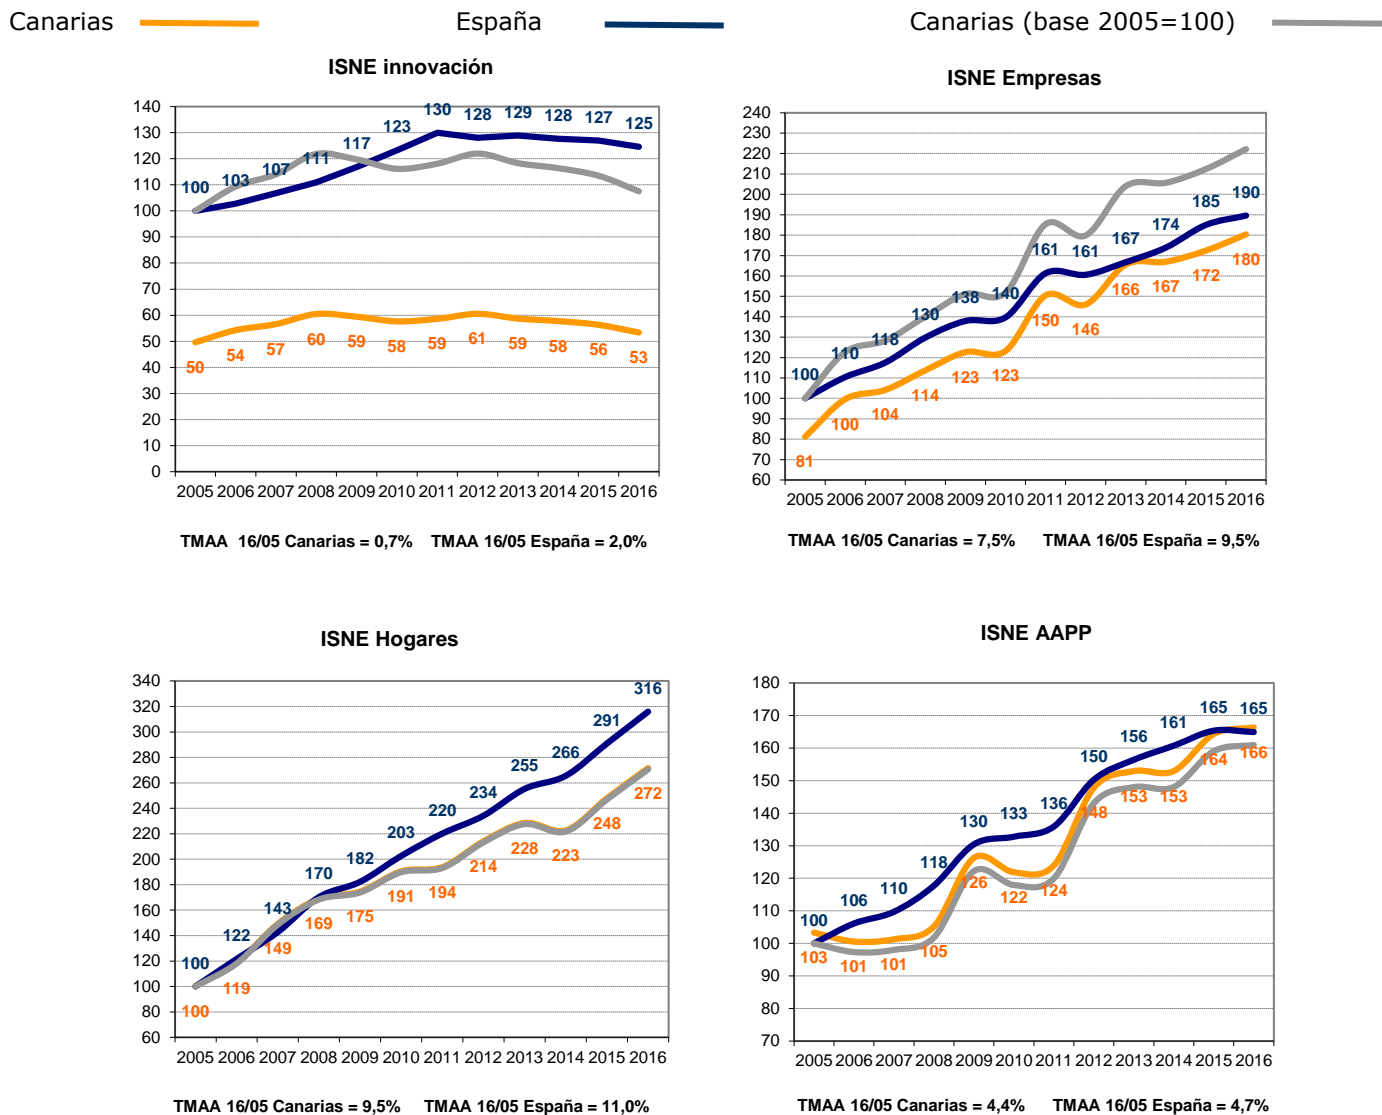 Canarias España Canarias (base 2005=100)
ISNE innovación
140
130
120
110
100
90
80
70
60
50
40
30
20
10
0
100 103 107 111 117 123 130 128 129 128 127 125
50 54 57 60 59 58 59 61 59 58 56 53
2005 2006 2007 2008 2009 2010 2011 2012 2013 2014 2015 2016
TMAA 16/05 Canarias = 0,7% TMAA 16/05 España = 2,0%
ISNE Empresas
240
230
220
210
200
190
180
170
160
150
140
130
120
110
100
90
80
70
60
100 110 118 130 138 140 161 161 167 174 185 190
81 100 104 114 123 123 150 146 166 167 172 180
2005 2006 2007 2008 2009 2010 2011 2012 2013 2014 2015 2016
TMAA 16/05 Canarias = 7,5% TMAA 16/05 España = 9,5%
ISNE Hogares
340
320
300
280
260
240
220
200
180
160
140
120
100
80
60
100 122 143 170 182 203 220 234 255 266 291 316
100 119 149 169 175 191 194 214 228 223 248 272
2005 2006 2007 2008 2009 2010 2011 2012 2013 2014 2015 2016
TMAA 16/05 Canarias = 9,5% TMAA 16/05 España = 11,0%
ISNE AAPP
180
170
160
150
140
130
120
110
100
90
80
70
100 106 110 118 130 133 136 150 156 161 165 165
103 101 101 105 126 122 124 148 153 153 164 166
2005 2006 2007 2008 2009 2010 2011 2012 2013 2014 2015 2016
TMAA 16/05 Canarias = 4,4% TMAA 16/05 España = 4,7%